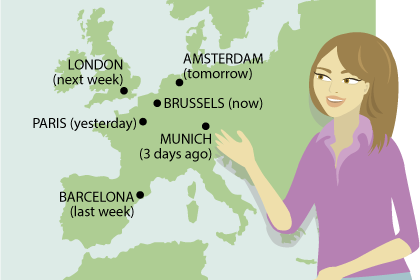 LONDON
(next week)
AMSTERDAM
(tomorrow)
BRUSSELS (now)
PARIS (yesterday)
MUNICH
(3 days ago)
BARCELONA
(last week)